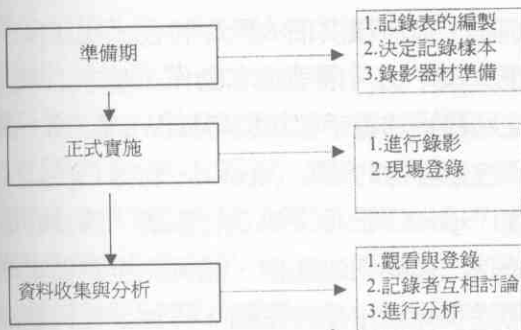 準備期
1.記錄表的編製
2.決定記錄樣本
3.錄影器材準備
正式實施
1.進行錄影
2.現場登錄
資料收集與分析
1.觀看與登錄
2.記錄者互相討論
3.進行分析